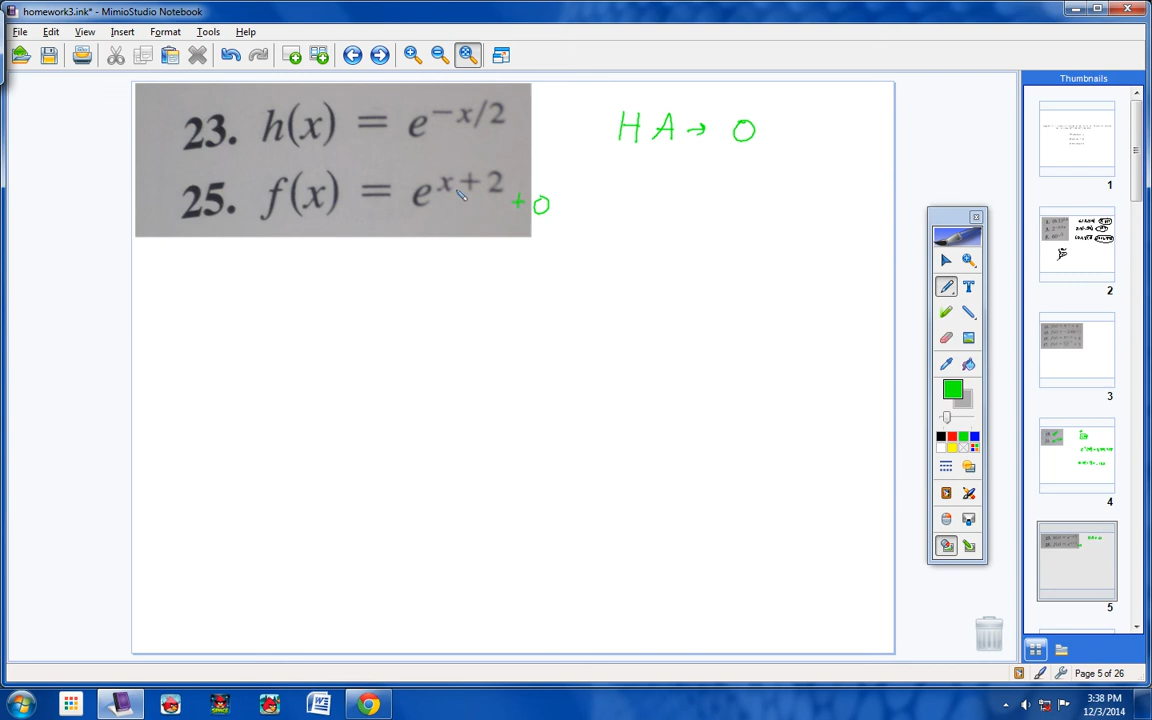 homework3.ink* - MimioStudio Notebook
File Edit View Insert Format Tools Help
Thumbnails
23. h(x) = e^{-x/2}
HA → 0
25. f(x) = e^{x+2} + 0
1
2
3
4
5
Page 5 of 26
3:38 PM
12/3/2014